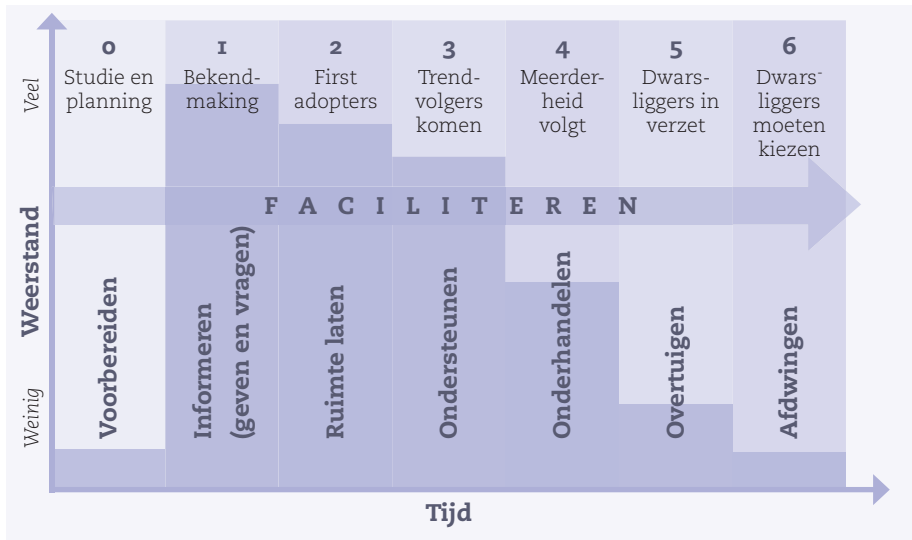 0
Studie en
planning
1
Bekend-
making
2
First
adopters
3
Trend-
volgers
komen
4
Meerder-
heid
volgt
5
Dwars-
liggers in
verzet
6
Dwars-
liggers
moeten
kiezen
Veel
Weerstand
Weinig
FACILITEREN
Voorbereiden
Informeren
(geven en vragen)
Ruimte laten
Ondersteunen
Onderhandelen
Overtuigen
Afdwingen
Tijd